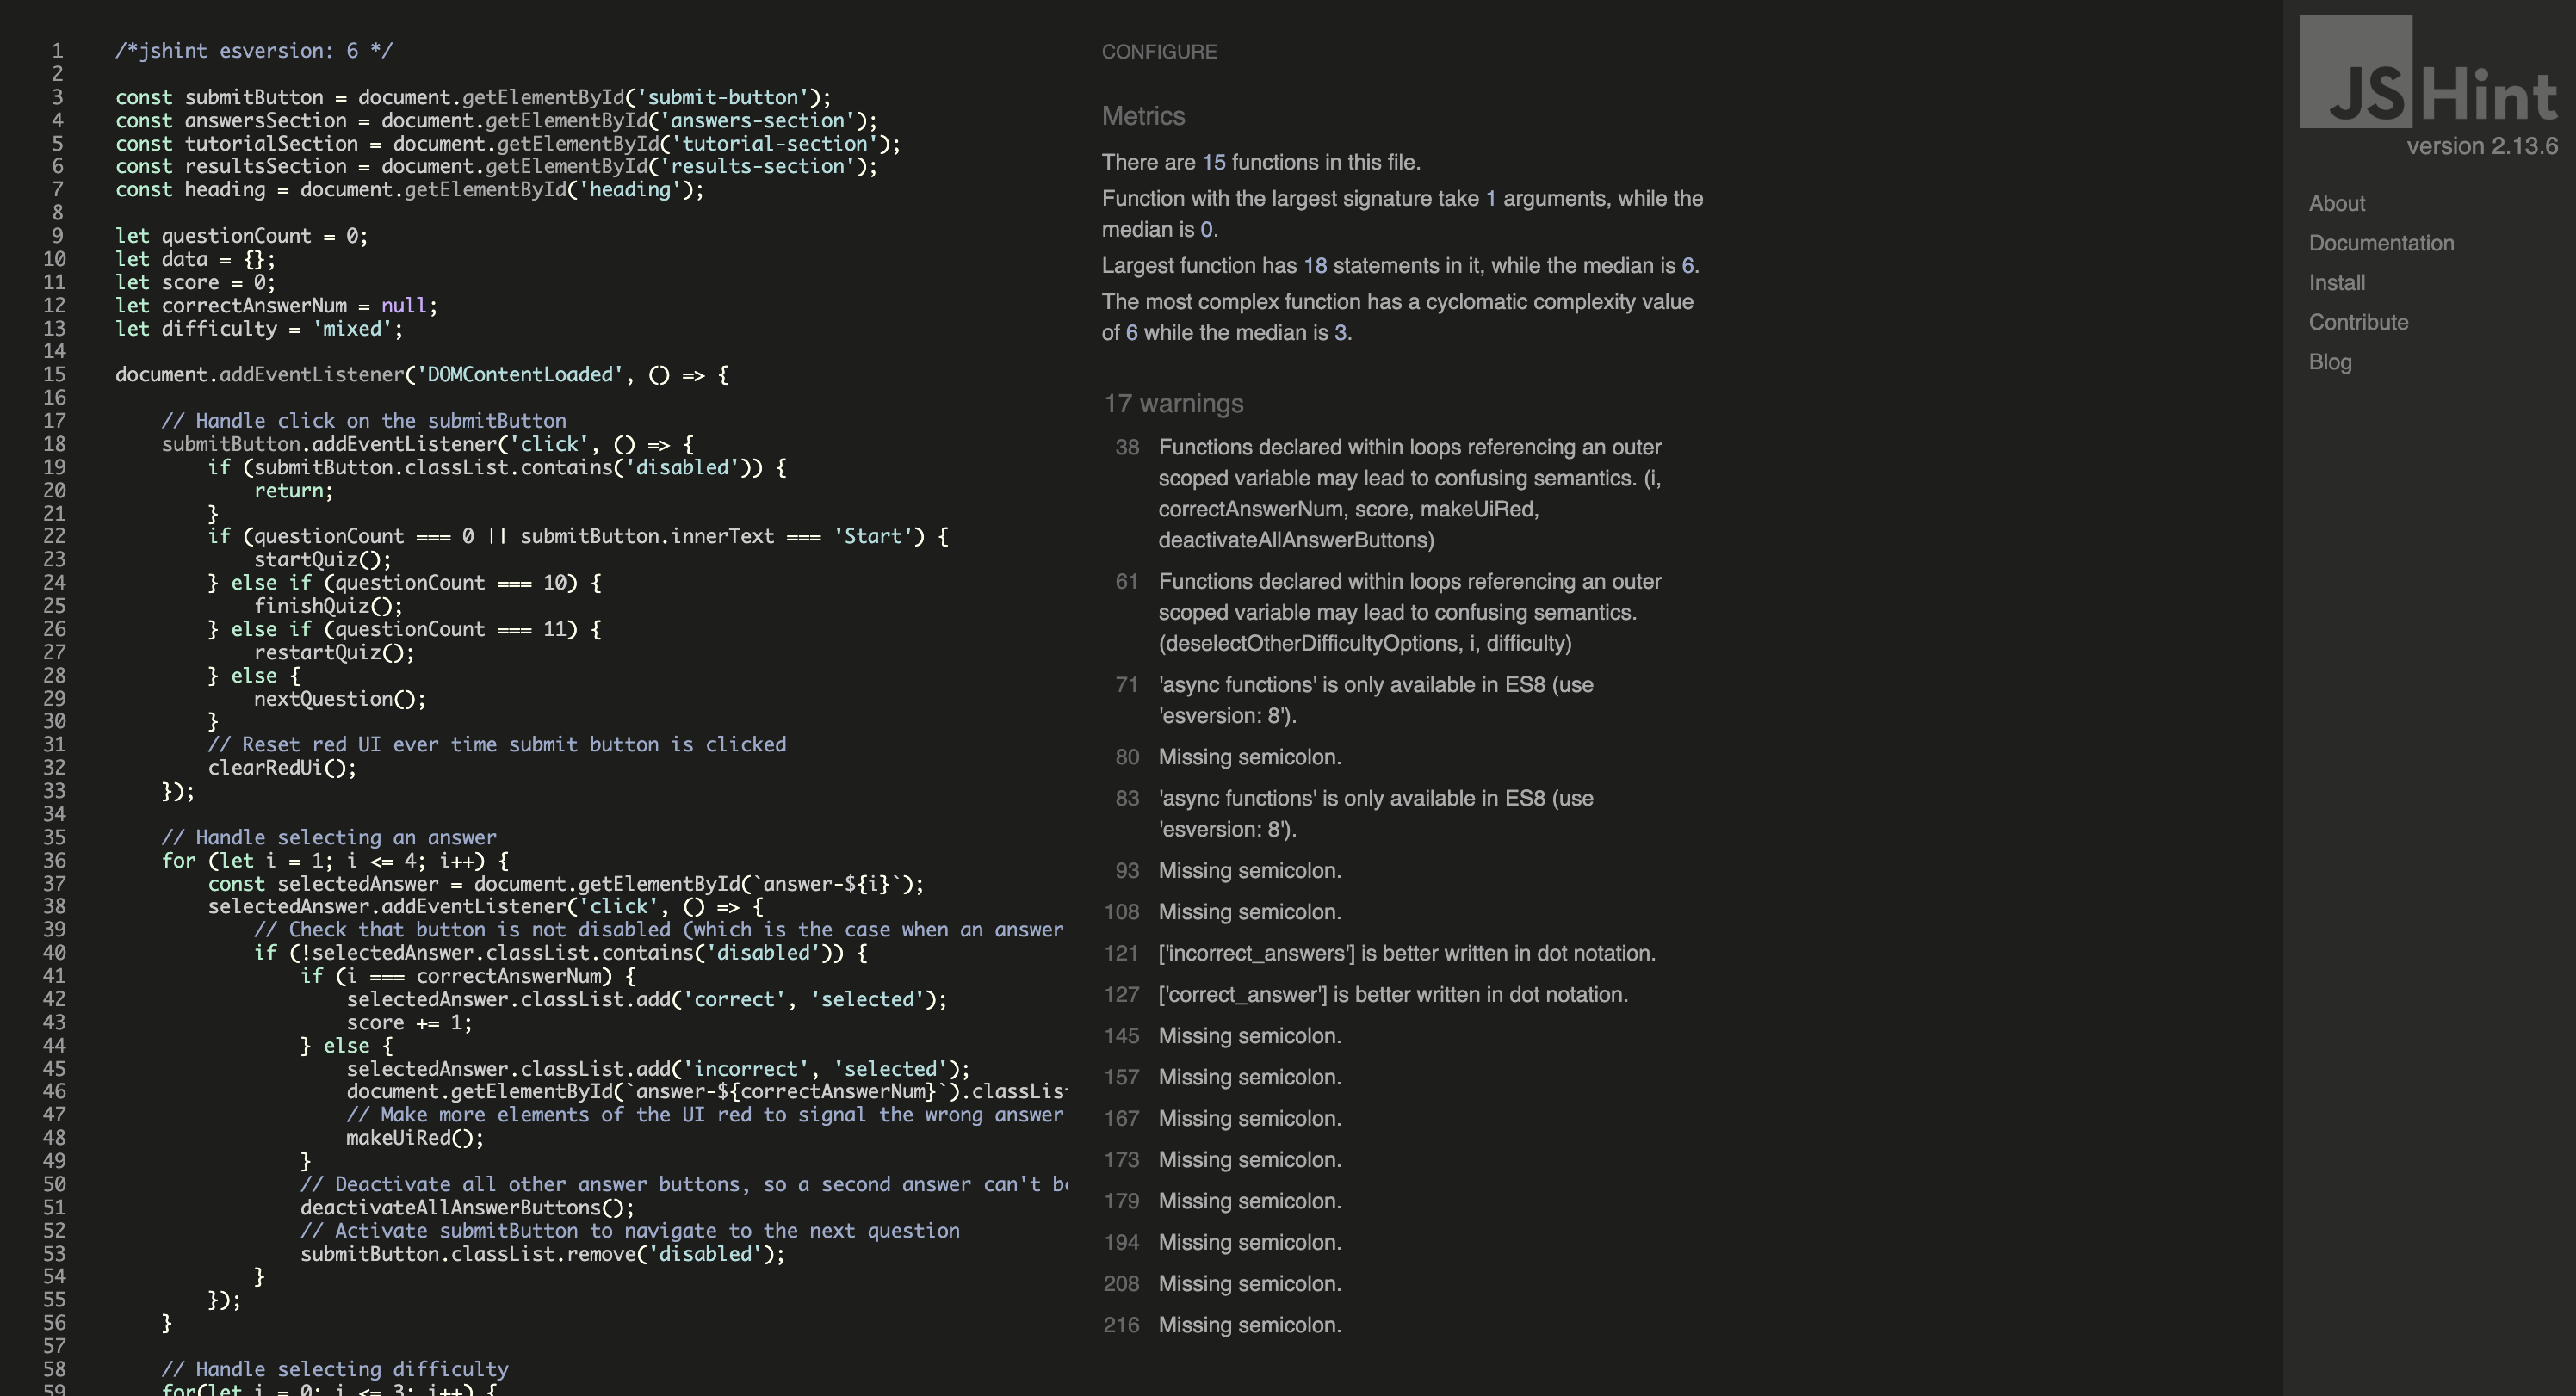 1 /*jshint esversion: 6 */
2
3 const submitButton = document.getElementById('submit-button');
4 const answersSection = document.getElementById('answers-section');
5 const tutorialSection = document.getElementById('tutorial-section');
6 const resultsSection = document.getElementById('results-section');
7 const heading = document.getElementById('heading');
8
9 let questionCount = 0;
10 let data = {};
11 let score = 0;
12 let correctAnswerNum = null;
13 let difficulty = 'mixed';
14
15 document.addEventListener('DOMContentLoaded', () => {
16
17 // Handle click on the submitButton
18 submitButton.addEventListener('click', () => {
19 if (submitButton.classList.contains('disabled')) {
20 return;
21 }
22 if (questionCount === 0 || submitButton.innerText === 'Start') {
23 startQuiz();
24 } else if (questionCount === 10) {
25 finishQuiz();
26 } else if (questionCount === 11) {
27 restartQuiz();
28 } else {
29 nextQuestion();
30 }
31 // Reset red UI ever time submit button is clicked
32 clearRedUi();
33 });
34
35 // Handle selecting an answer
36 for (let i = 1; i <= 4; i++) {
37 const selectedAnswer = document.getElementById(`answer-${i}`);
38 selectedAnswer.addEventListener('click', () => {
39 // Check that button is not disabled (which is the case when an answer
40 if (!selectedAnswer.classList.contains('disabled')) {
41 if (i === correctAnswerNum) {
42 selectedAnswer.classList.add('correct', 'selected');
43 score += 1;
44 } else {
45 selectedAnswer.classList.add('incorrect', 'selected');
46 document.getElementById(`answer-${correctAnswerNum}`).classLis
47 // Make more elements of the UI red to signal the wrong answer
48 makeUiRed();
49 }
50 // Deactivate all other answer buttons, so a second answer can't b
51 deactivateAllAnswerButtons();
52 // Activate submitButton to navigate to the next question
53 submitButton.classList.remove('disabled');
54 }
55 });
56 }
57
58 // Handle selecting difficulty
59 for(let i = 0; i <= 3; i++) {
CONFIGURE
Metrics
There are 15 functions in this file.
Function with the largest signature take 1 arguments, while the
median is 0.
Largest function has 18 statements in it, while the median is 6.
The most complex function has a cyclomatic complexity value
of 6 while the median is 3.
17 warnings
38 Functions declared within loops referencing an outer
scoped variable may lead to confusing semantics. (i,
correctAnswerNum, score, makeUiRed,
deactivateAllAnswerButtons)
61 Functions declared within loops referencing an outer
scoped variable may lead to confusing semantics.
(deselectOtherDifficultyOptions, i, difficulty)
71 'async functions' is only available in ES8 (use
'esversion: 8').
80 Missing semicolon.
83 'async functions' is only available in ES8 (use
'esversion: 8').
93 Missing semicolon.
108 Missing semicolon.
121 ['incorrect_answers'] is better written in dot notation.
127 ['correct_answer'] is better written in dot notation.
145 Missing semicolon.
157 Missing semicolon.
167 Missing semicolon.
173 Missing semicolon.
179 Missing semicolon.
194 Missing semicolon.
208 Missing semicolon.
216 Missing semicolon.
JSHint
version 2.13.6
About
Documentation
Install
Contribute
Blog